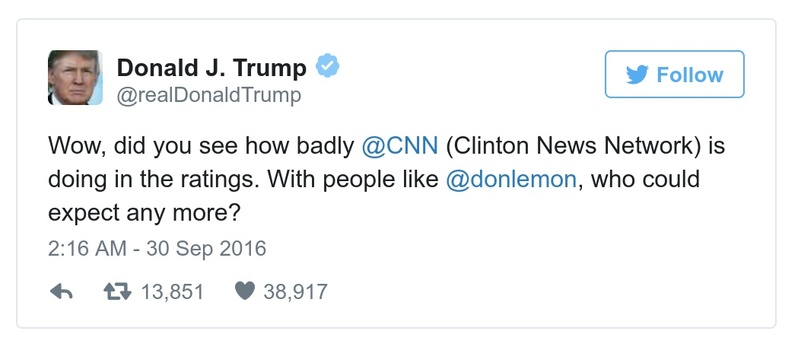 Donald J. Trump
@realDonaldTrump
Follow
Wow, did you see how badly @CNN (Clinton News Network) is
doing in the ratings. With people like @donlemon, who could
expect any more?
2:16 AM - 30 Sep 2016
13,851 38,917